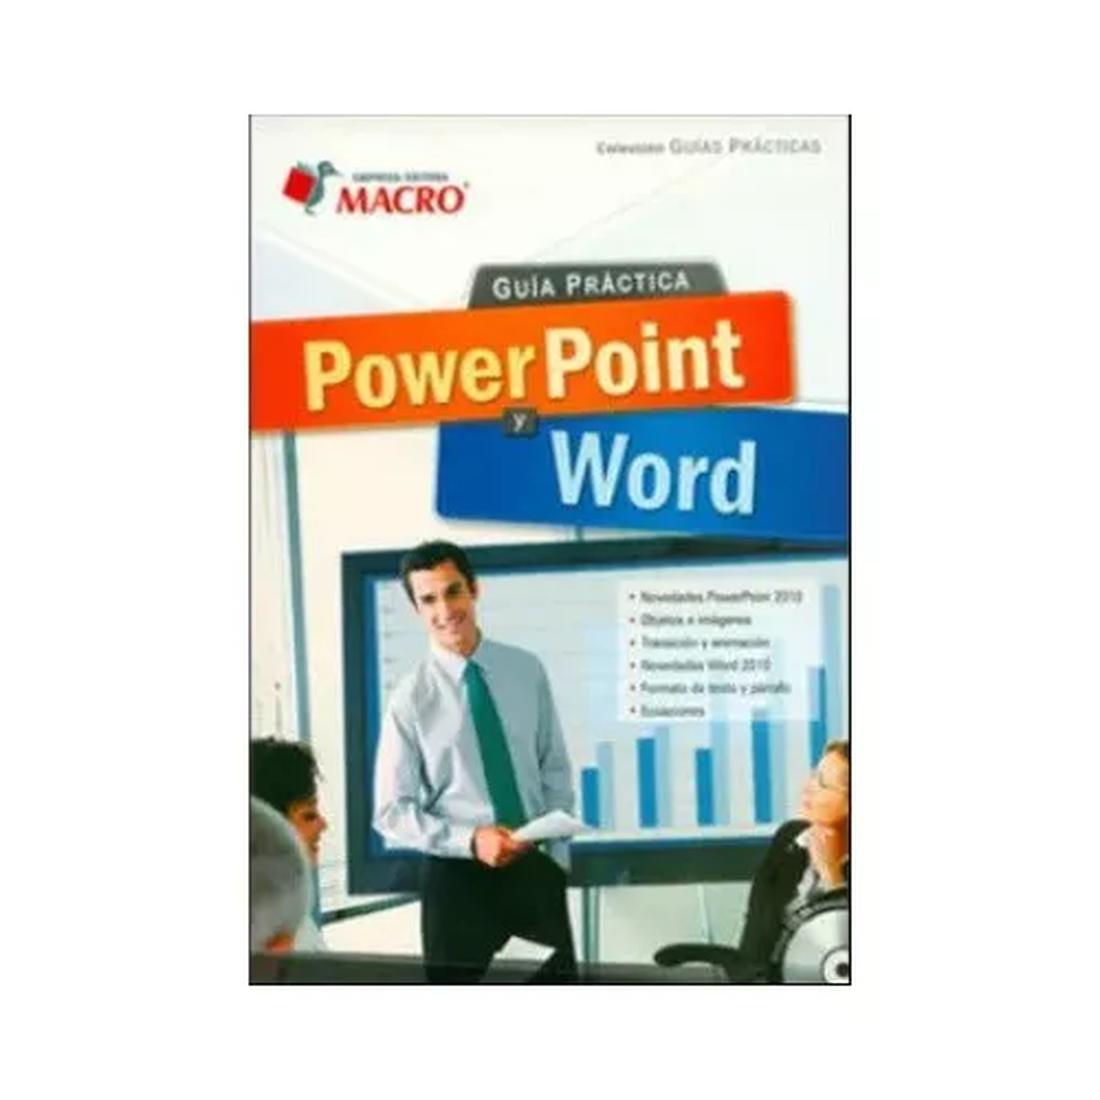 Colección GUÍAS PRÁCTICAS
EMPRESA EDITORA
MACRO®
GUÍA PRÁCTICA
PowerPoint
y
Word
• Novedades PowerPoint 2010
• Objetos e imágenes
• Transición y animación
• Novedades Word 2010
• Formato de texto y párrafo
• Ecuaciones